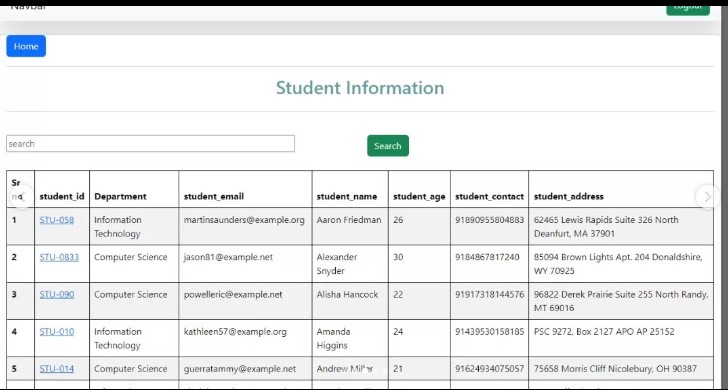 Navbar
Logout
Home
Student Information
search
Search
Sr
no student_id Department student_email student_name student_age student_contact student_address
1 STU-058 Information martinsaunders@example.org Aaron Friedman 26 91890955804883 62465 Lewis Rapids Suite 326 North
Technology Deanfurt, MA 37901
2 STU-0833 Computer Science jason81@example.net Alexander 30 9184867817240 85094 Brown Lights Apt. 204 Donaldshire,
Snyder WY 70925
3 STU-090 Computer Science powelleric@example.net Alisha Hancock 22 91917318144576 96822 Derek Prairie Suite 255 North Randy,
MT 69016
4 STU-010 Information kathleen57@example.org Amanda 24 91439530158185 PSC 9272, Box 2127 APO AP 25152
Technology Higgins
5 STU-014 Computer Science guerratammy@example.net Andrew Miller 21 91624934075057 75658 Morris Cliff Nicolebury, OH 90387